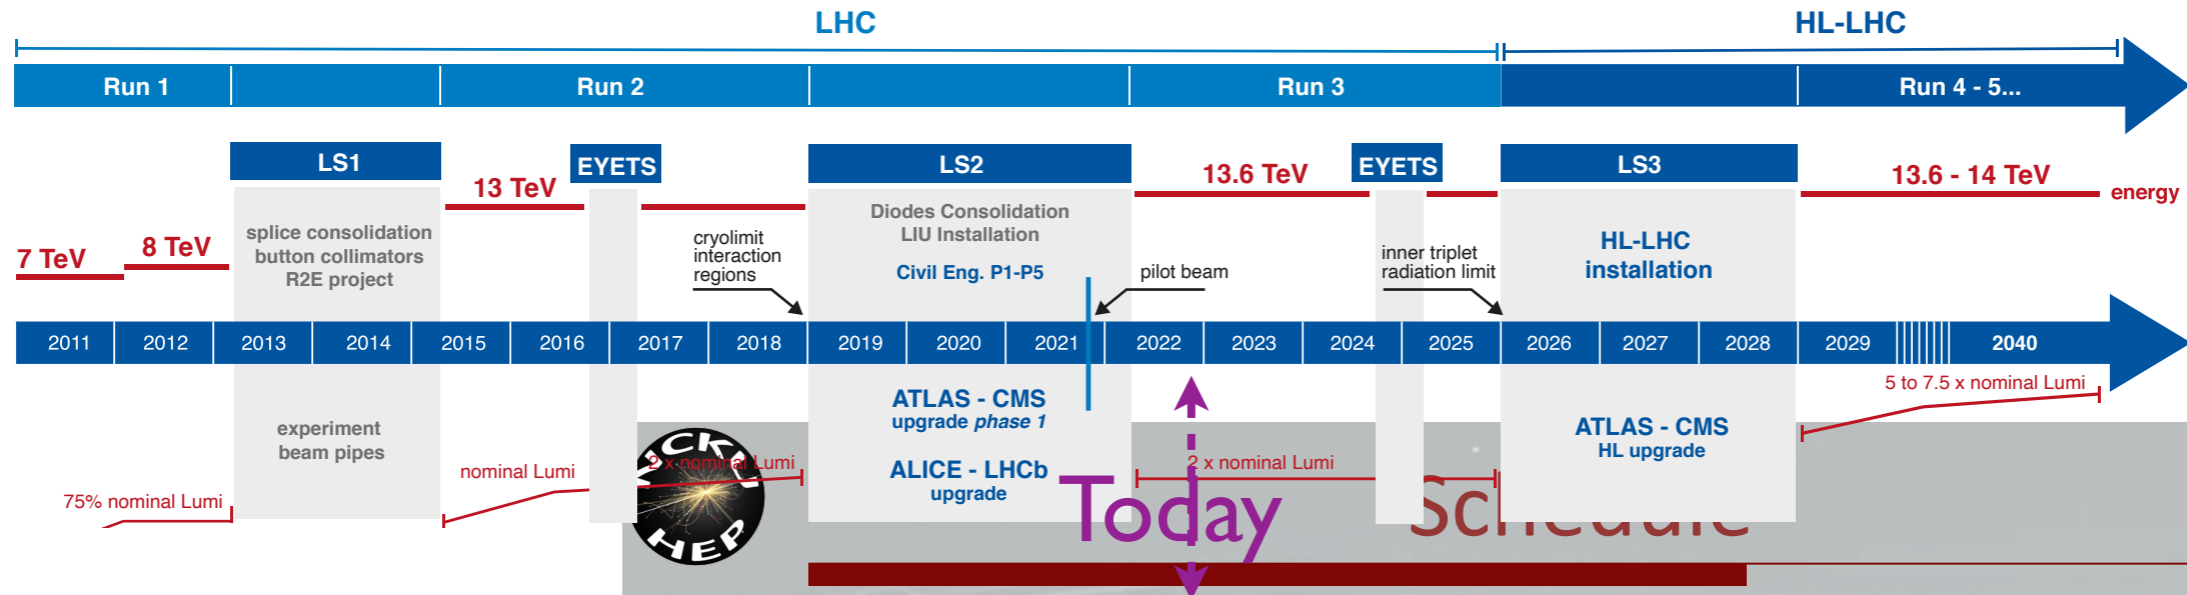 LHC
HL-LHC
Run 1
Run 2
Run 3
Run 4 - 5...
LS1
EYETS
LS2
EYETS
LS3
13 TeV
13.6 TeV
13.6 - 14 TeV
energy
7 TeV
8 TeV
splice consolidation
button collimators
R2E project
cryolimit
interaction
regions
Diodes Consolidation
LIU Installation
Civil Eng. P1-P5
pilot beam
inner triplet
radiation limit
HL-LHC
installation
2011
2012
2013
2014
2015
2016
2017
2018
2019
2020
2021
2022
2023
2024
2025
2026
2027
2028
2029
2040
5 to 7.5 x nominal Lumi
experiment
beam pipes
ATLAS - CMS
upgrade phase 1
ALICE - LHCb
upgrade
ATLAS - CMS
HL upgrade
75% nominal Lumi
nominal Lumi
2 x nominal Lumi
2 x nominal Lumi
HEP
Today
Schedule